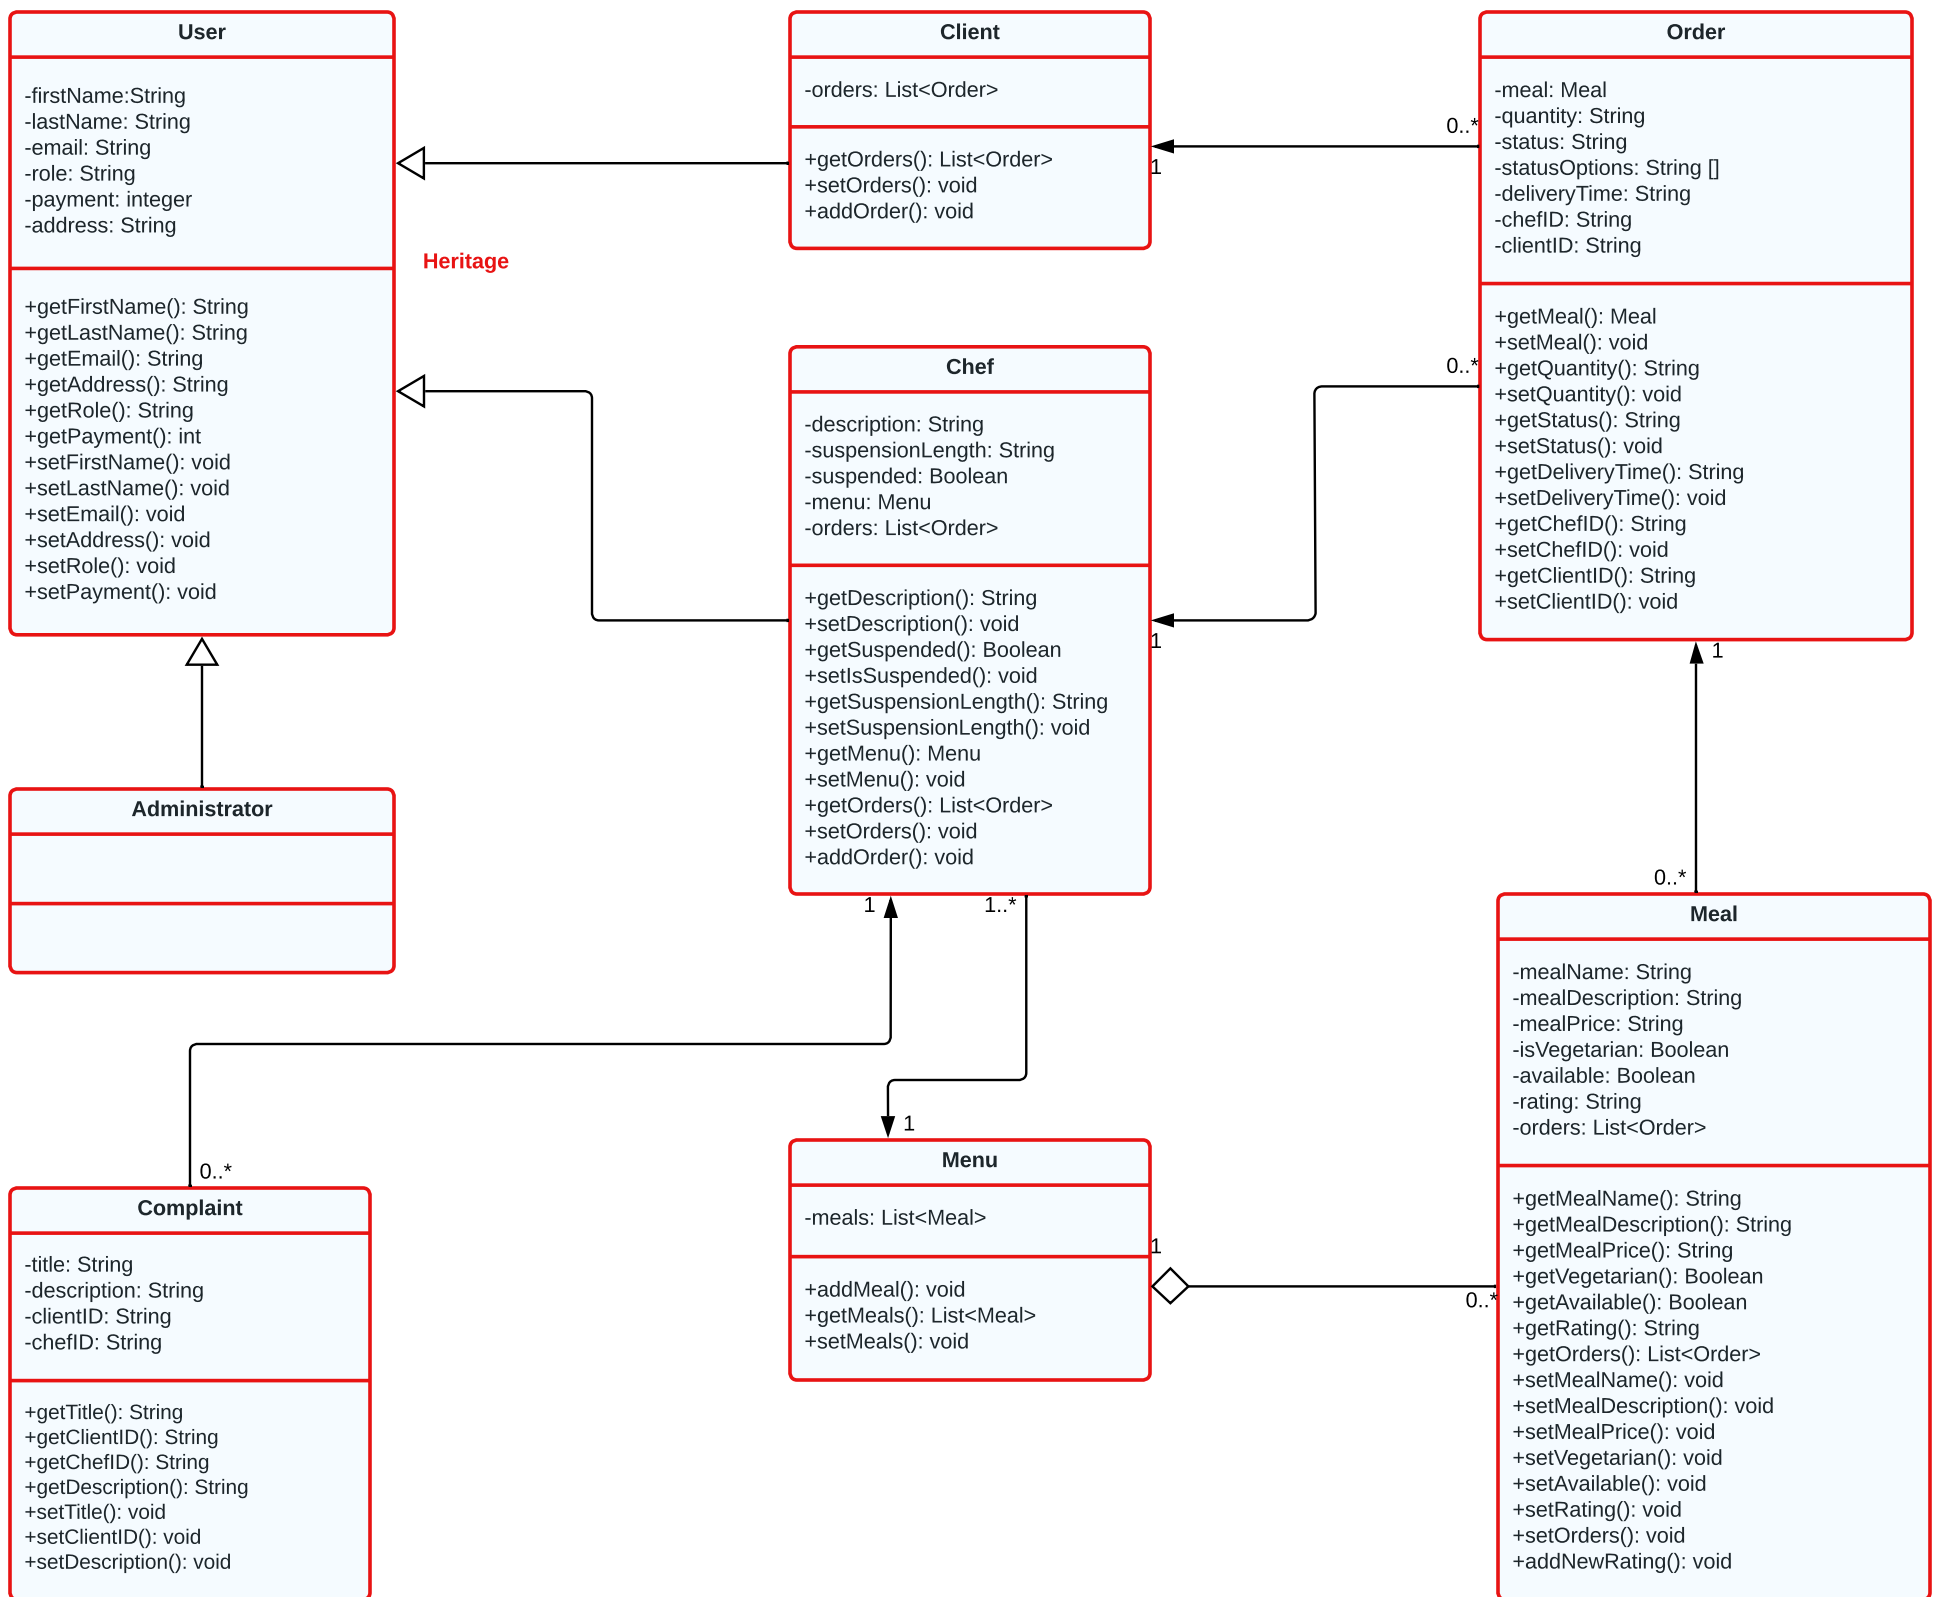 User
-firstName:String
-lastName: String
-email: String
-role: String
-payment: integer
-address: String
+getFirstName(): String
+getLastName(): String
+getEmail(): String
+getAddress(): String
+getRole(): String
+getPayment(): int
+setFirstName(): void
+setLastName(): void
+setEmail(): void
+setAddress(): void
+setRole(): void
+setPayment(): void
Heritage
Client
-orders: List<Order>
+getOrders(): List<Order>
+setOrders(): void
+addOrder(): void
0..*
1
Order
-meal: Meal
-quantity: String
-status: String
-statusOptions: String []
-deliveryTime: String
-chefID: String
-clientID: String
+getMeal(): Meal
+setMeal(): void
+getQuantity(): String
+setQuantity(): void
+getStatus(): String
+setStatus(): void
+getDeliveryTime(): String
+setDeliveryTime(): void
+getChefID(): String
+setChefID(): void
+getClientID(): String
+setClientID(): void
Chef
-description: String
-suspensionLength: String
-suspended: Boolean
-menu: Menu
-orders: List<Order>
+getDescription(): String
+setDescription(): void
+getSuspended(): Boolean
+setIsSuspended(): void
+getSuspensionLength(): String
+setSuspensionLength(): void
+getMenu(): Menu
+setMenu(): void
+getOrders(): List<Order>
+setOrders(): void
+addOrder(): void
0..*
1
1
0..*
Administrator
1
1..*
0..*
1
Complaint
-title: String
-description: String
-clientID: String
-chefID: String
+getTitle(): String
+getClientID(): String
+getChefID(): String
+getDescription(): String
+setTitle(): void
+setClientID(): void
+setDescription(): void
Menu
-meals: List<Meal>
+addMeal(): void
+getMeals(): List<Meal>
+setMeals(): void
1
0..*
Meal
-mealName: String
-mealDescription: String
-mealPrice: String
-isVegetarian: Boolean
-available: Boolean
-rating: String
-orders: List<Order>
+getMealName(): String
+getMealDescription(): String
+getMealPrice(): String
+getVegetarian(): Boolean
+getAvailable(): Boolean
+getRating(): String
+getOrders(): List<Order>
+setMealName(): void
+setMealDescription(): void
+setMealPrice(): void
+setVegetarian(): void
+setAvailable(): void
+setRating(): void
+setOrders(): void
+addNewRating(): void